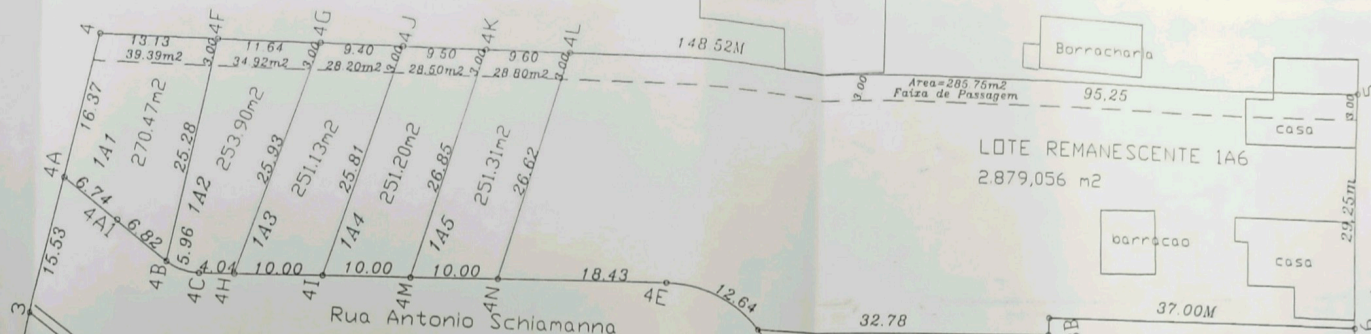 4
13.13
39.39m2
3.00
4F
11.64
34.92m2
3.00
4G
9.40
28.20m2
3.00
4J
9.50
28.50m2
3.00
4K
9.60
28.80m2
3.00
4L
148.52M
Borracharia
3.00
Area=285.75m2
Faixa de Passagem
95,25
3.00
5
casa
16.37
1A1
270.47m2
25.28
1A2
253.90m2
25.93
251.13m2
25.81
251.20m2
26.85
251.31m2
26.62
LOTE REMANESCENTE 1A6
2.879,056 m2
29,25m
4A
6.74
4A1
6.82
5.96
1A3
1A4
1A5
barracao
casa
15.53
4B
4C
4.04
4H
10.00
4I
10.00
4M
10.00
4N
18.43
4E
12.64
3
Rua Antonio Schiamanna
32.78
B
37.00M